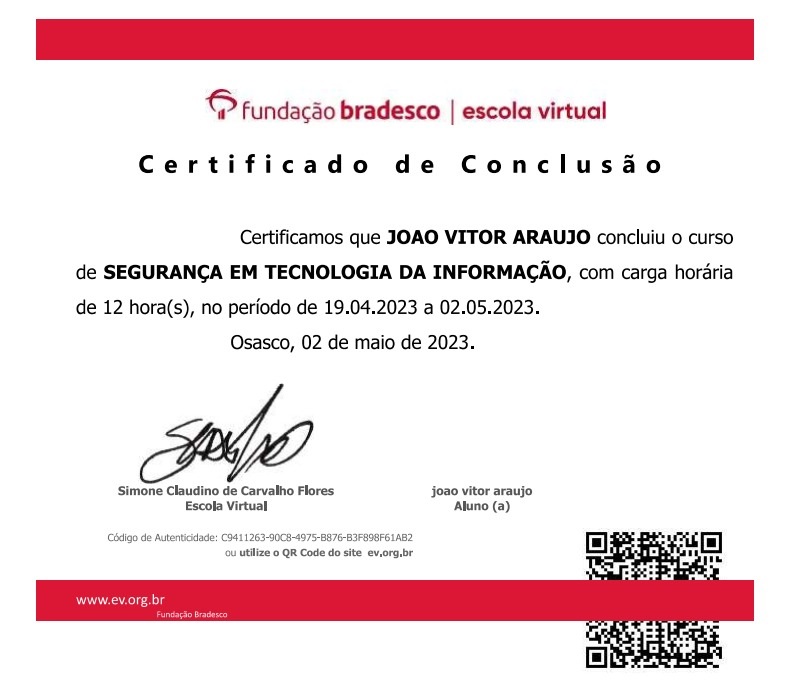 fundação bradesco | escola virtual
Certificado de Conclusão
Certificamos que JOAO VITOR ARAUJO concluiu o curso
de SEGURANÇA EM TECNOLOGIA DA INFORMAÇÃO, com carga horária
de 12 hora(s), no período de 19.04.2023 a 02.05.2023.
Osasco, 02 de maio de 2023.
Simone Claudino de Carvalho Flores
Escola Virtual
joao vitor araujo
Aluno (a)
Código de Autenticidade: C9411263-90C8-4975-B876-B3F898F61AB2
ou utilize o QR Code do site ev.org.br
www.ev.org.br
Fundação Bradesco